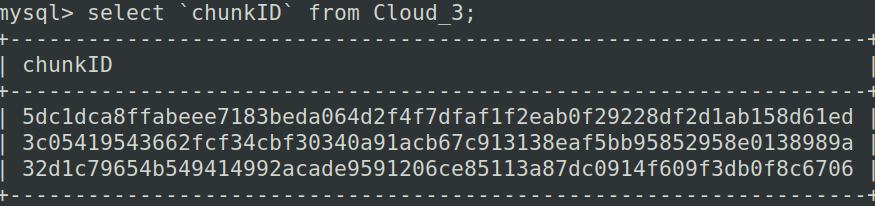 mysql> select `chunkID` from Cloud_3;
+------------------------------------------------------------------+
| chunkID                                                          |
+------------------------------------------------------------------+
| 5dc1dca8ffabeee7183beda064d2f4f7dfaf1f2eab0f29228df2d1ab158d61ed |
| 3c05419543662fcf34cbf30340a91acb67c913138eaf5bb95852958e0138989a |
| 32d1c79654b549414992acade9591206ce85113a87dc0914f609f3db0f8c6706 |
+------------------------------------------------------------------+